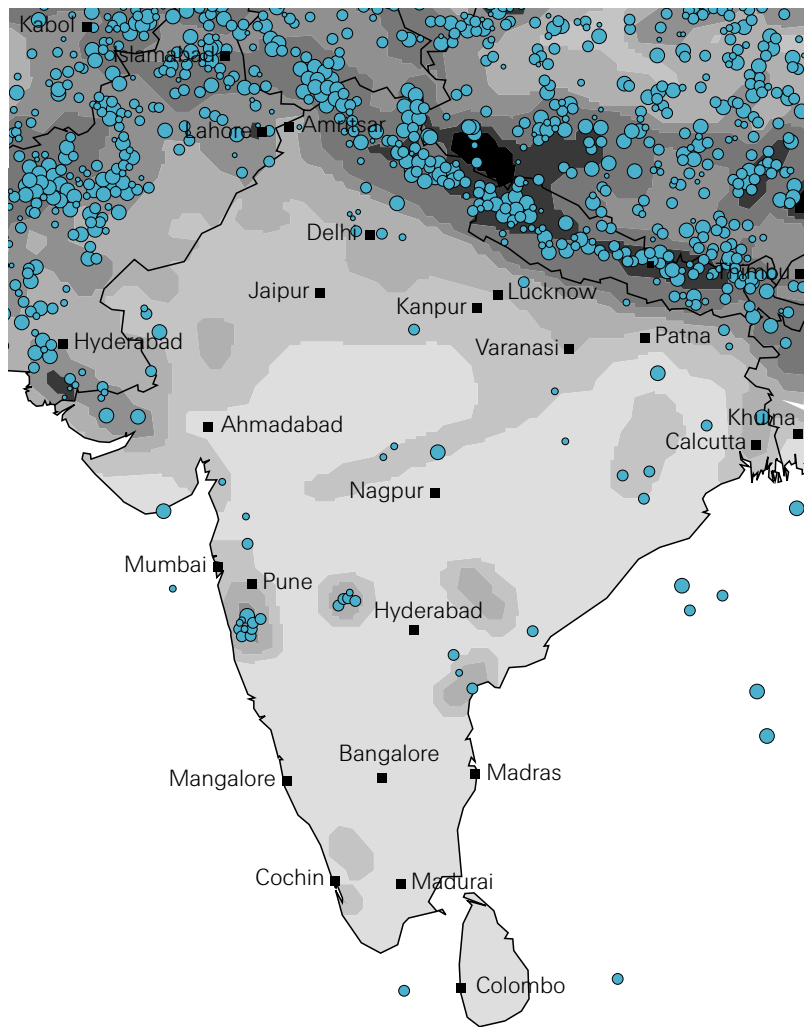 Kabol
Islamabad
Lahore
Amritsar
Delhi
Thimbu
Jaipur
Lucknow
Kanpur
Hyderabad
Varanasi
Patna
Ahmadabad
Khulna
Calcutta
Nagpur
Mumbai
Pune
Hyderabad
Bangalore
Mangalore
Madras
Cochin
Madurai
Colombo